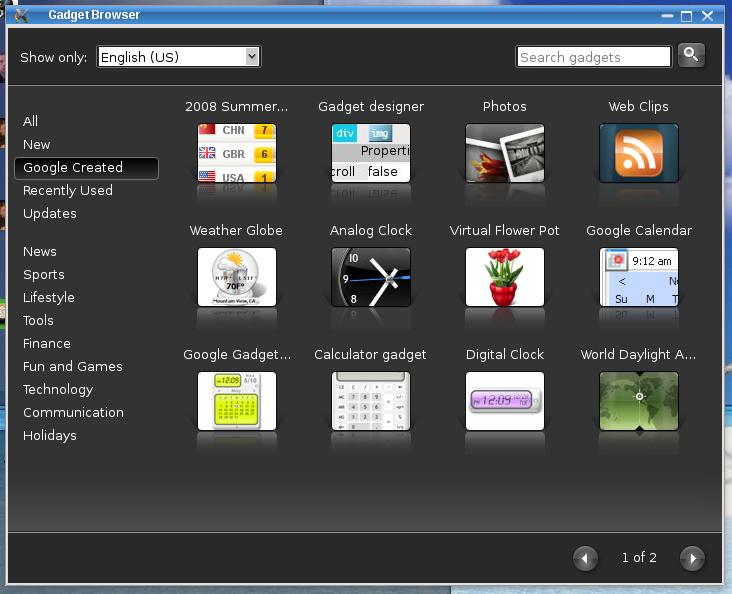 Gadget Browser
Show only: English (US) Search gadgets
All
New
Google Created
Recently Used
Updates
News
Sports
Lifestyle
Tools
Finance
Fun and Games
Technology
Communication
Holidays
2008 Summer... Gadget designer Photos Web Clips
CHN 7
GBR 6
USA 1
div img
Properti
croll false
Weather Globe Analog Clock Virtual Flower Pot Google Calendar
70°F
Mountain View, CA
10
9
8
9:12 am
< No
Su M T
Google Gadget... Calculator gadget Digital Clock World Daylight A...
12:09 5/10
12:09
1 of 2